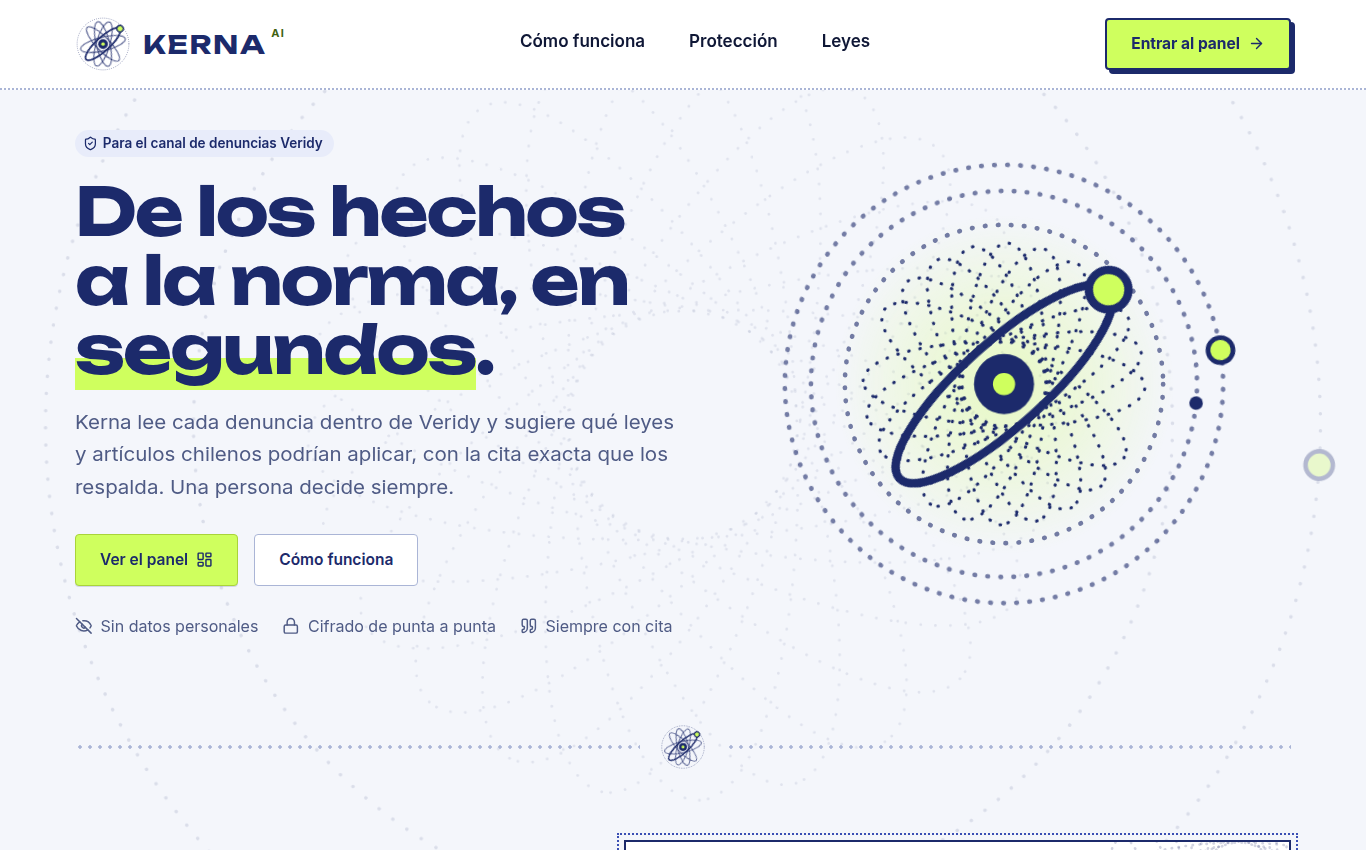 KERNA AI
Cómo funciona
Protección
Leyes
Entrar al panel
Para el canal de denuncias Veridy
De los hechos
a la norma, en
segundos.
Kerna lee cada denuncia dentro de Veridy y sugiere qué leyes
y artículos chilenos podrían aplicar, con la cita exacta que los
respalda. Una persona decide siempre.
Ver el panel
Cómo funciona
Sin datos personales
Cifrado de punta a punta
Siempre con cita